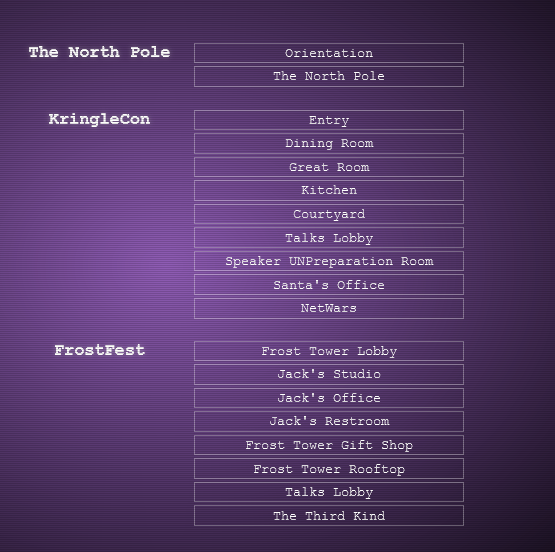 The North Pole
Orientation
The North Pole
KringleCon
Entry
Dining Room
Great Room
Kitchen
Courtyard
Talks Lobby
Speaker UNPreparation Room
Santa's Office
NetWars
FrostFest
Frost Tower Lobby
Jack's Studio
Jack's Office
Jack's Restroom
Frost Tower Gift Shop
Frost Tower Rooftop
Talks Lobby
The Third Kind